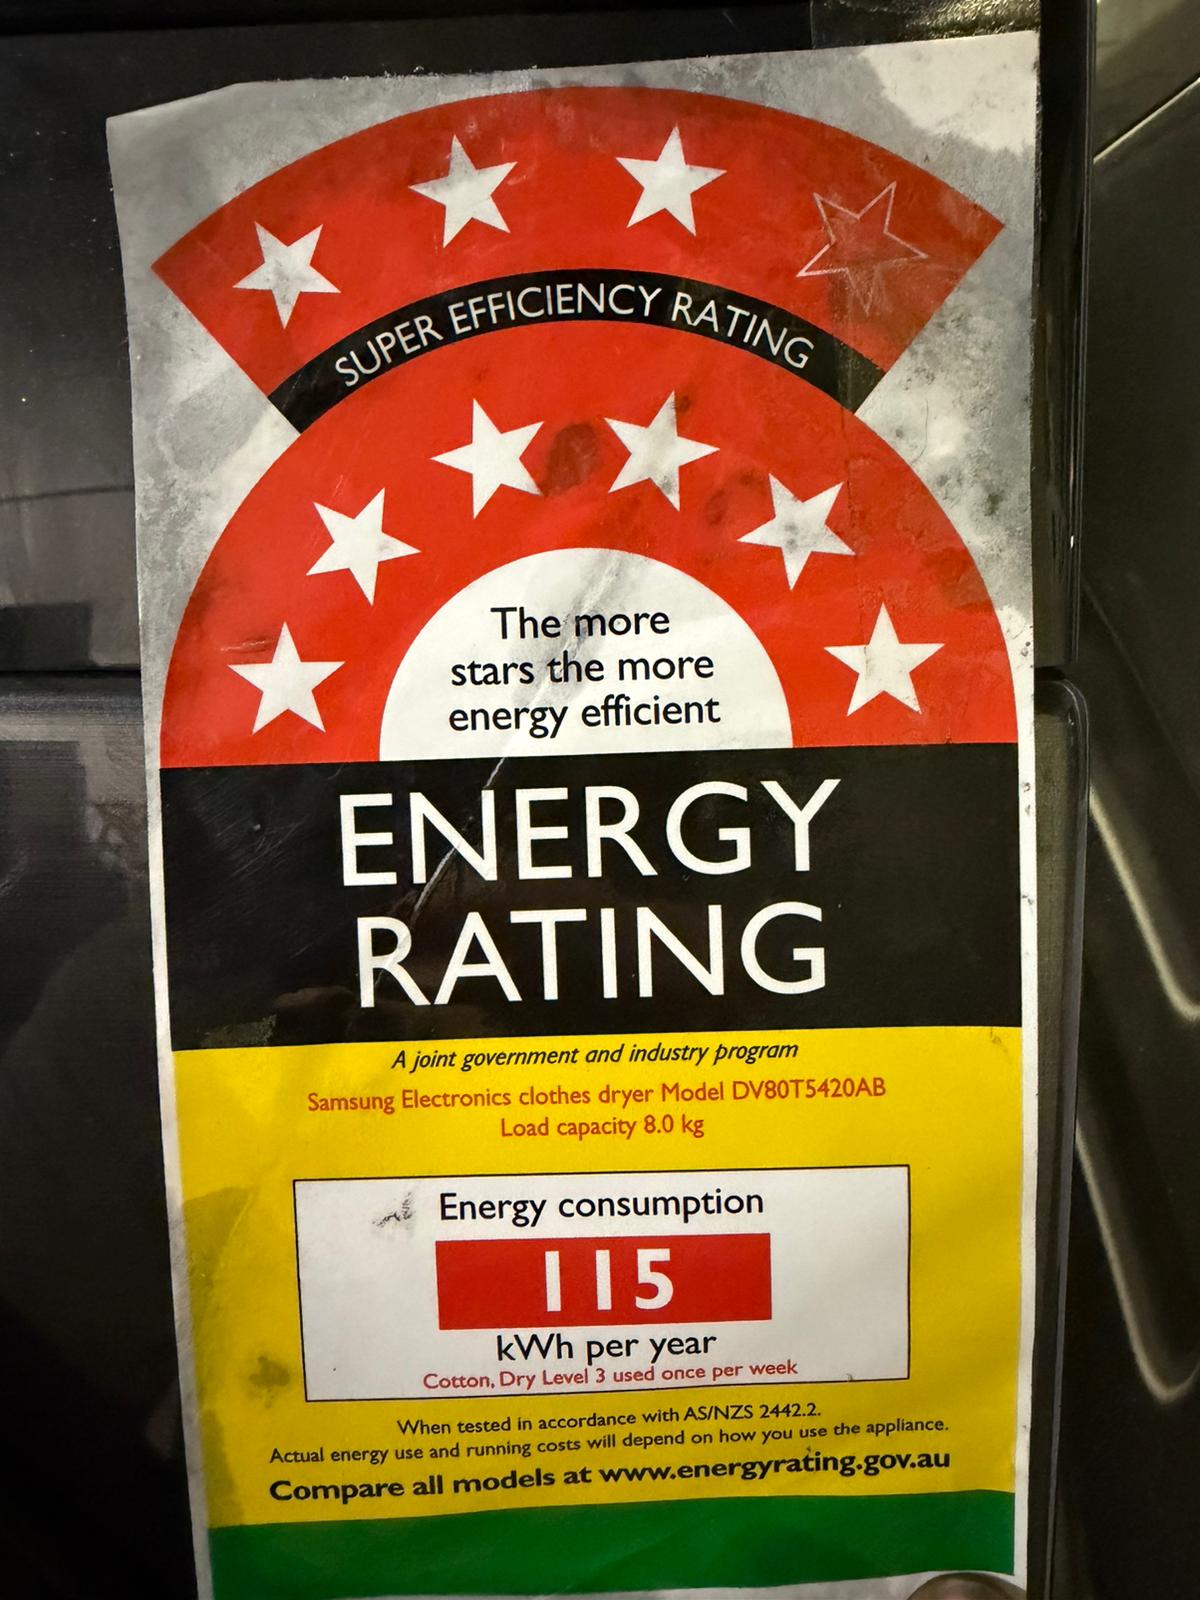 SUPER EFFICIENCY RATING
The more
stars the more
energy efficient
ENERGY
RATING
A joint government and industry program
Samsung Electronics clothes dryer Model DV80T5420AB
Load capacity 8.0 kg
Energy consumption
115
kWh per year
Cotton, Dry Level 3 used once per week
When tested in accordance with AS/NZS 2442.2.
Actual energy use and running costs will depend on how you use the appliance.
Compare all models at www.energyrating.gov.au